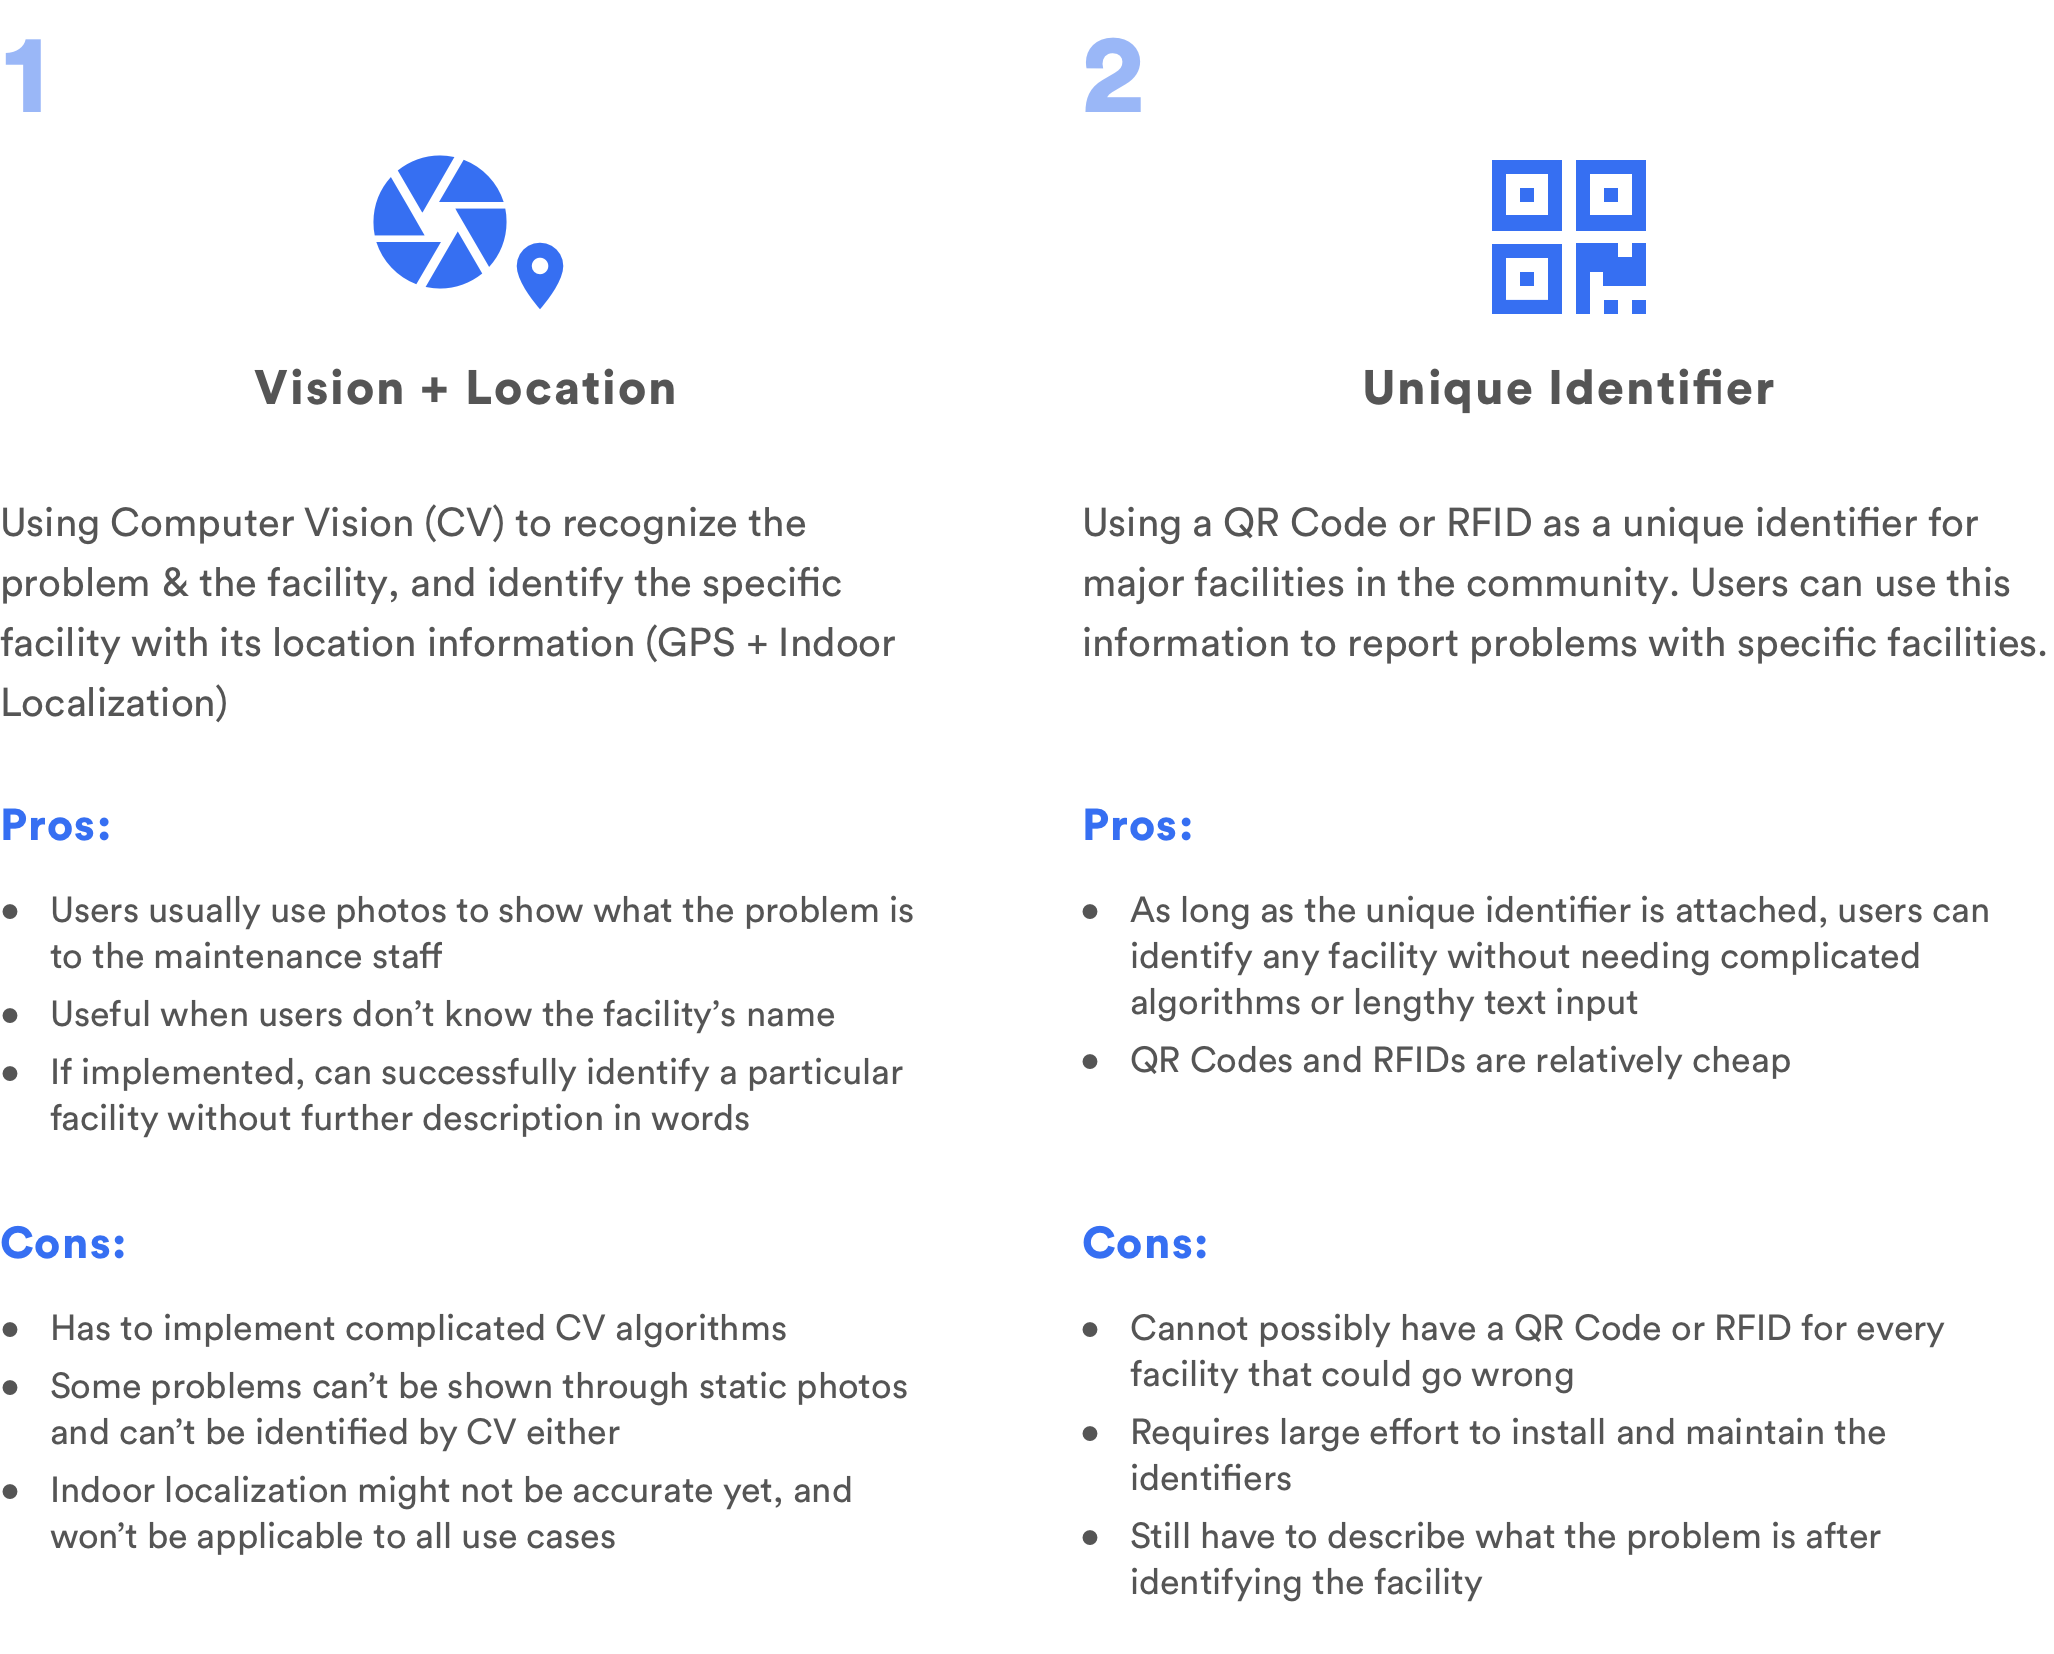 1
Vision + Location
Using Computer Vision (CV) to recognize the
problem & the facility, and identify the specific
facility with its location information (GPS + Indoor
Localization)
Pros:
● Users usually use photos to show what the problem is
to the maintenance staff
● Useful when users don’t know the facility’s name
● If implemented, can successfully identify a particular
facility without further description in words
Cons:
● Has to implement complicated CV algorithms
● Some problems can’t be shown through static photos
and can’t be identified by CV either
● Indoor localization might not be accurate yet, and
won’t be applicable to all use cases
2
Unique Identifier
Using a QR Code or RFID as a unique identifier for
major facilities in the community. Users can use this
information to report problems with specific facilities.
Pros:
● As long as the unique identifier is attached, users can
identify any facility without needing complicated
algorithms or lengthy text input
● QR Codes and RFIDs are relatively cheap
Cons:
● Cannot possibly have a QR Code or RFID for every
facility that could go wrong
● Requires large effort to install and maintain the
identifiers
● Still have to describe what the problem is after
identifying the facility